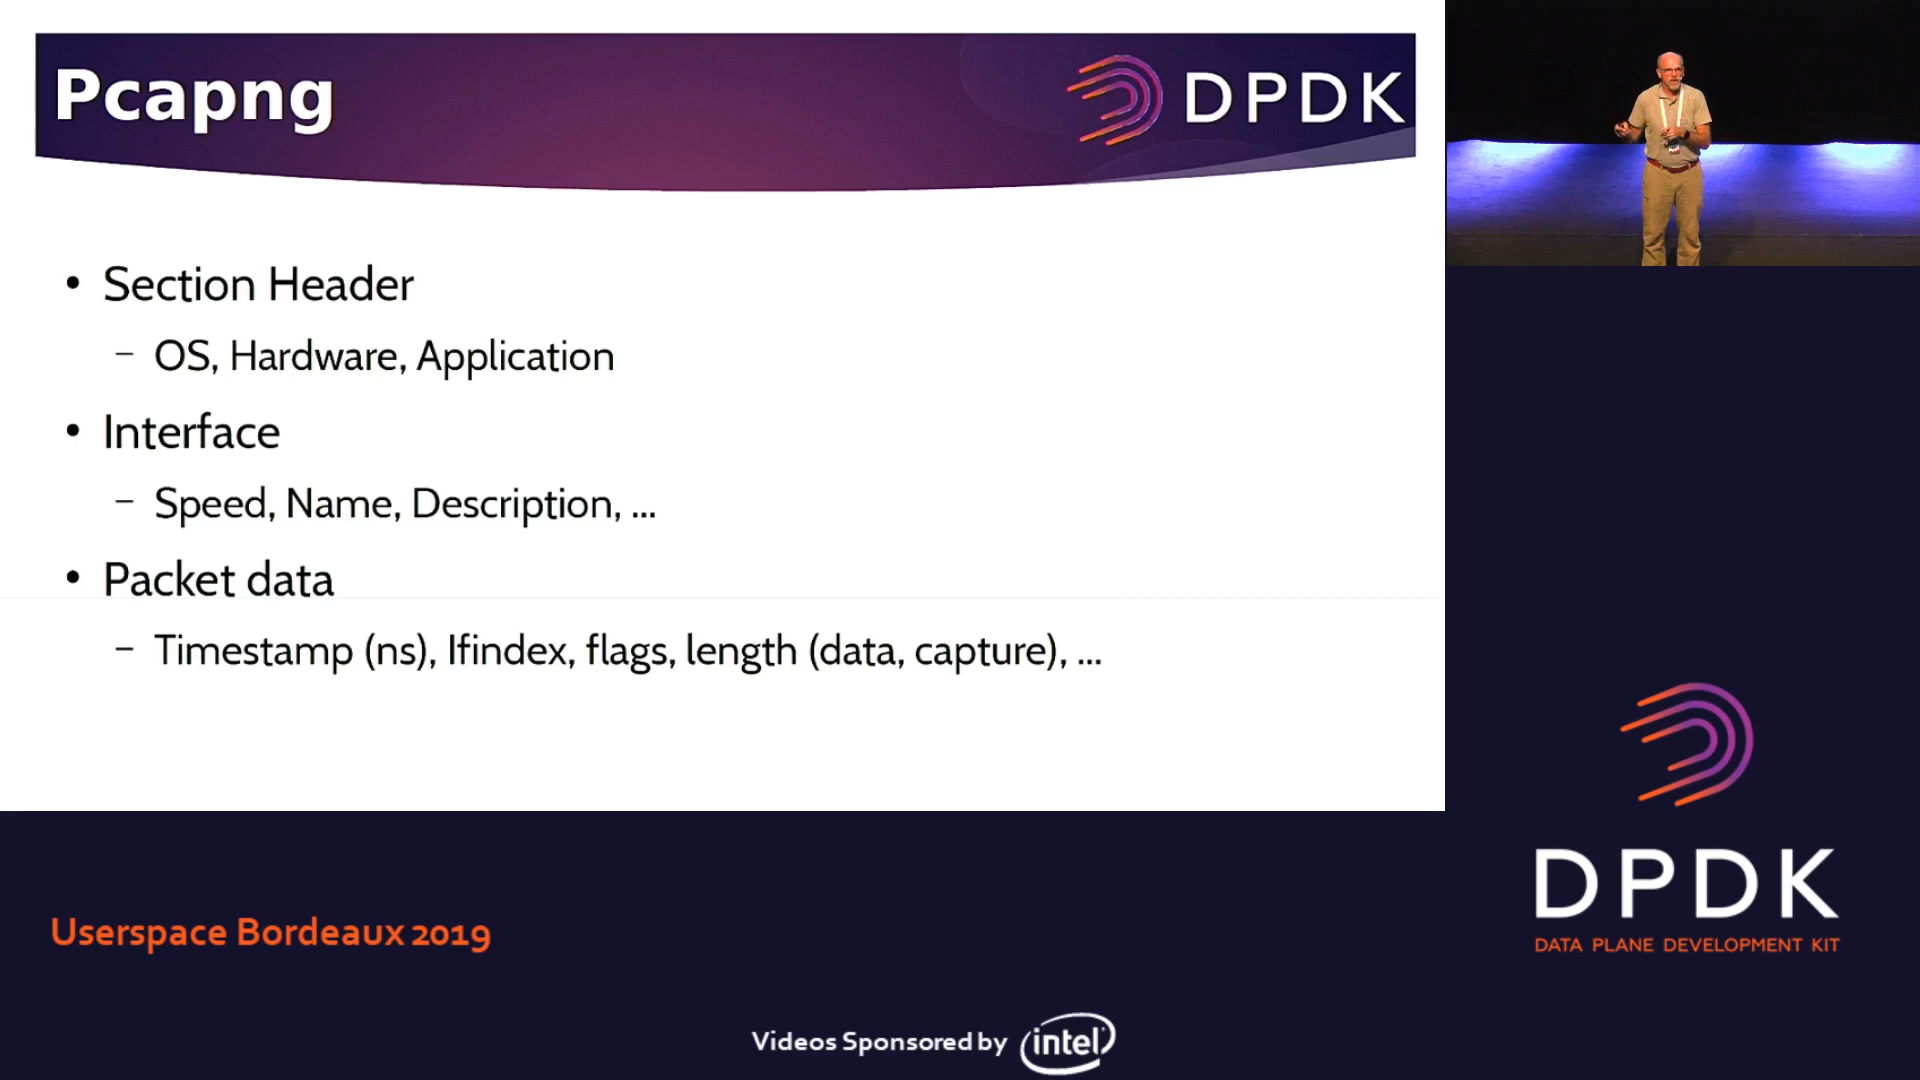 Pcapng
DPDK
• Section Header
– OS, Hardware, Application
• Interface
– Speed, Name, Description, ...
• Packet data
– Timestamp (ns), Ifindex, flags, length (data, capture), ...
DPDK
DATA PLANE DEVELOPMENT KIT
Userspace Bordeaux 2019
Videos Sponsored by intel